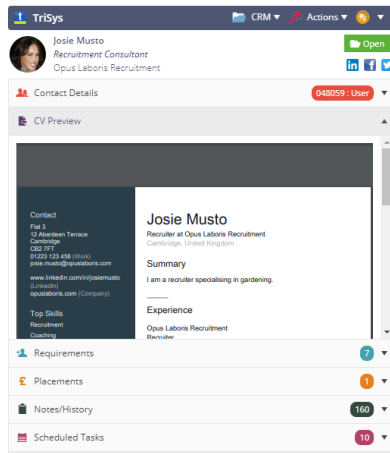 t TriSys CRM Actions
Josie Musto
Recruitment Consultant
Opus Laboris Recruitment
Open
in f
Contact Details 048059 : User
CV Preview
Contact
Flat 3
12 Aberdeen Terrace
Cambridge
CB2 7FT
01223 123 456 (Work)
josie.musto@opuslaboris.com
www.linkedin.com/in/josiemusto
(LinkedIn)
opuslaboris.com (Company)
Top Skills
Recruitment
Coaching
Josie Musto
Recruiter at Opus Laboris Recruitment
Cambridge, United Kingdom
Summary
I am a recruiter specialising in gardening.
Experience
Opus Laboris Recruitment
Recruiter
Requirements 7
£ Placements 1
Notes/History 160
Scheduled Tasks 10